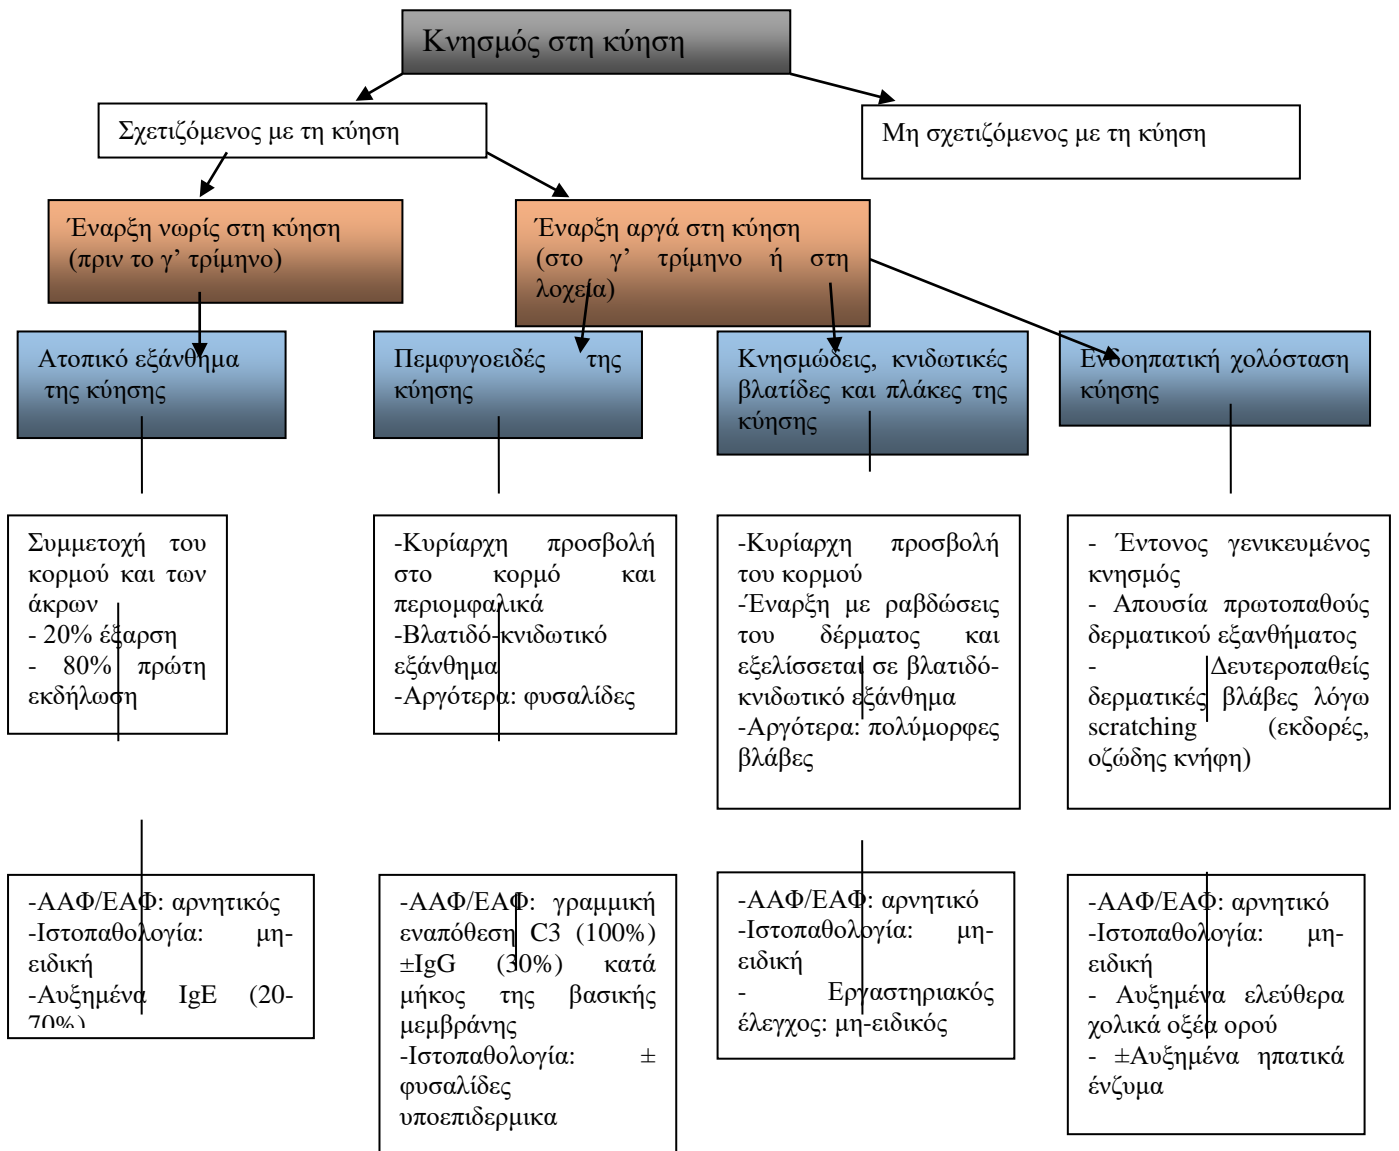 Κνησμός στη κύηση
Σχετιζόμενος με τη κύηση
Μη σχετιζόμενος με τη κύηση
Έναρξη νωρίς στη κύηση
(πριν το γ’ τρίμηνο)
Έναρξη αργά στη κύηση
(στο γ’ τρίμηνο ή στη
λοχεία)
Ατοπικό εξάνθημα
της κύησης
Πεμφυγοειδές της
κύησης
Κνησμώδεις, κνιδωτικές
βλατίδες και πλάκες της
κύησης
Ενδοηπατική χολόσταση
κύησης
Συμμετοχή του
κορμού και των
άκρων
- 20% έξαρση
- 80% πρώτη
εκδήλωση
-Κυρίαρχη προσβολή
στο κορμό και
περιομφαλικά
-Βλατιδό-κνιδωτικό
εξάνθημα
-Αργότερα: φυσαλίδες
-Κυρίαρχη προσβολή
του κορμού
-Έναρξη με ραβδώσεις
του δέρματος και
εξελίσσεται σε βλατιδό-
κνιδωτικό εξάνθημα
-Αργότερα: πολύμορφες
βλάβες
- Έντονος γενικευμένος
κνησμός
- Απουσία πρωτοπαθούς
δερματικού εξανθήματος
- Δευτεροπαθείς
δερματικές βλάβες λόγω
scratching (εκδορές,
οζώδης κνήφη)
-ΑΑΦ/ΕΑΦ: αρνητικός
-Ιστοπαθολογία: μη-
ειδική
-Αυξημένα IgE (20-
70%)
-ΑΑΦ/ΕΑΦ: γραμμική
εναπόθεση C3 (100%)
±IgG (30%) κατά
μήκος της βασικής
μεμβράνης
-Ιστοπαθολογία: ±
φυσαλίδες
υποεπιδερμικα
-ΑΑΦ/ΕΑΦ: αρνητικό
-Ιστοπαθολογία: μη-
ειδική
- Εργαστηριακός
έλεγχος: μη-ειδικός
-ΑΑΦ/ΕΑΦ: αρνητικό
-Ιστοπαθολογία: μη-
ειδική
- Αυξημένα ελεύθερα
χολικά οξέα ορού
- ±Αυξημένα ηπατικά
ένζυμα